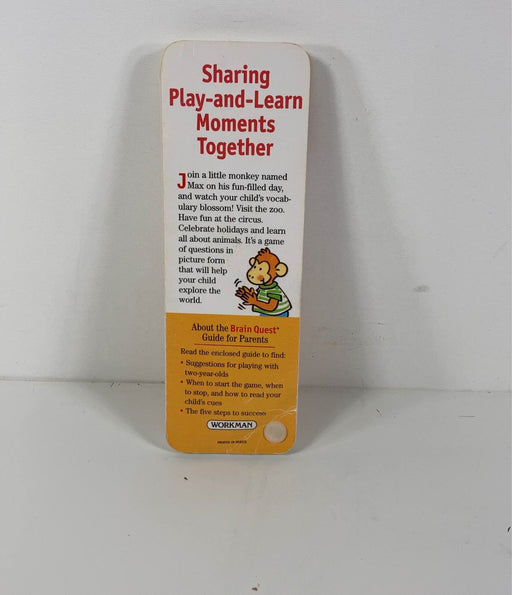 Sharing
Play-and-Learn
Moments
Together
Join a little monkey named
Max on his fun-filled day,
and watch your child's vocab-
ulary blossom! Visit the zoo.
Have fun at the circus.
Celebrate holidays and learn
all about animals. It's a game
of questions in
picture form
that will help
your child
explore the
world.
About the Brain Quest®
Guide for Parents
Read the enclosed guide to find:
• Suggestions for playing with
two-year-olds
• When to start the game, when
to stop, and how to read your
child's cues
• The five steps to success
WORKMAN
PRINTED IN MEXICO